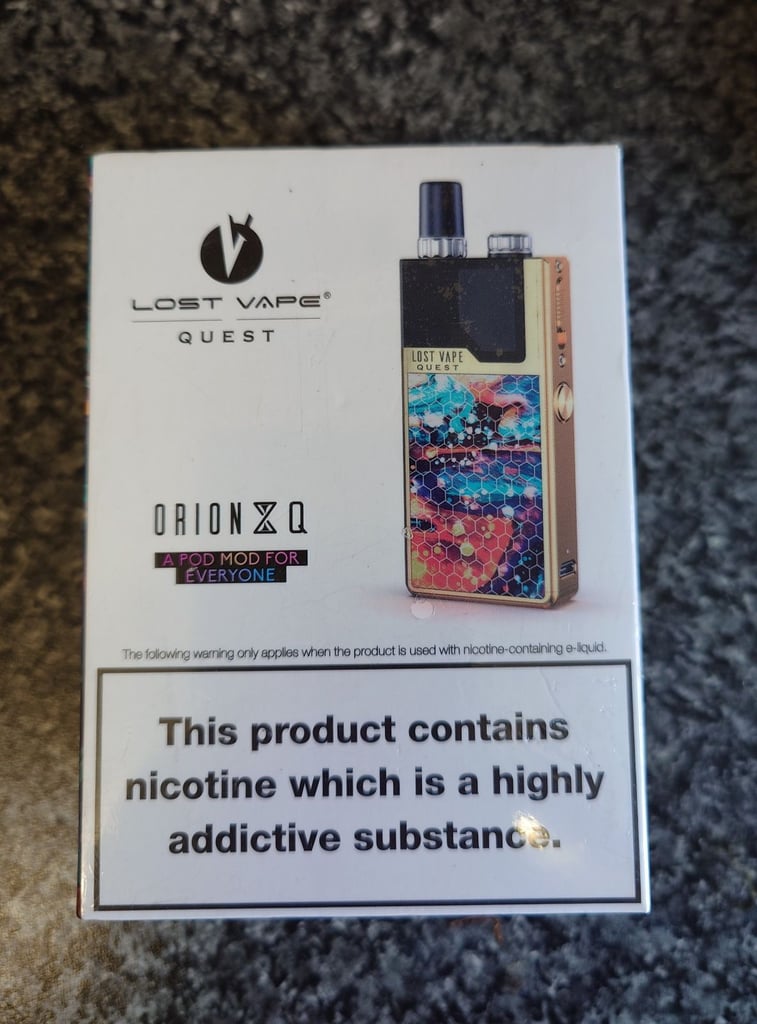 LOST VAPE®
QUEST
LOST VAPE
QUEST
ORION Q
A POD MOD FOR
EVERYONE
The following warning only applies when the product is used with nicotine-containing e-liquid.
This product contains
nicotine which is a highly
addictive substance.